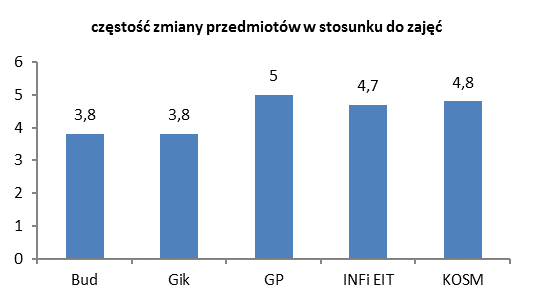 częstość zmiany przedmiotów w stosunku do zajęć
6
5
4
3
2
1
0
3,8
3,8
5
4,7
4,8
Bud
Gik
GP
INFi EIT
KOSM